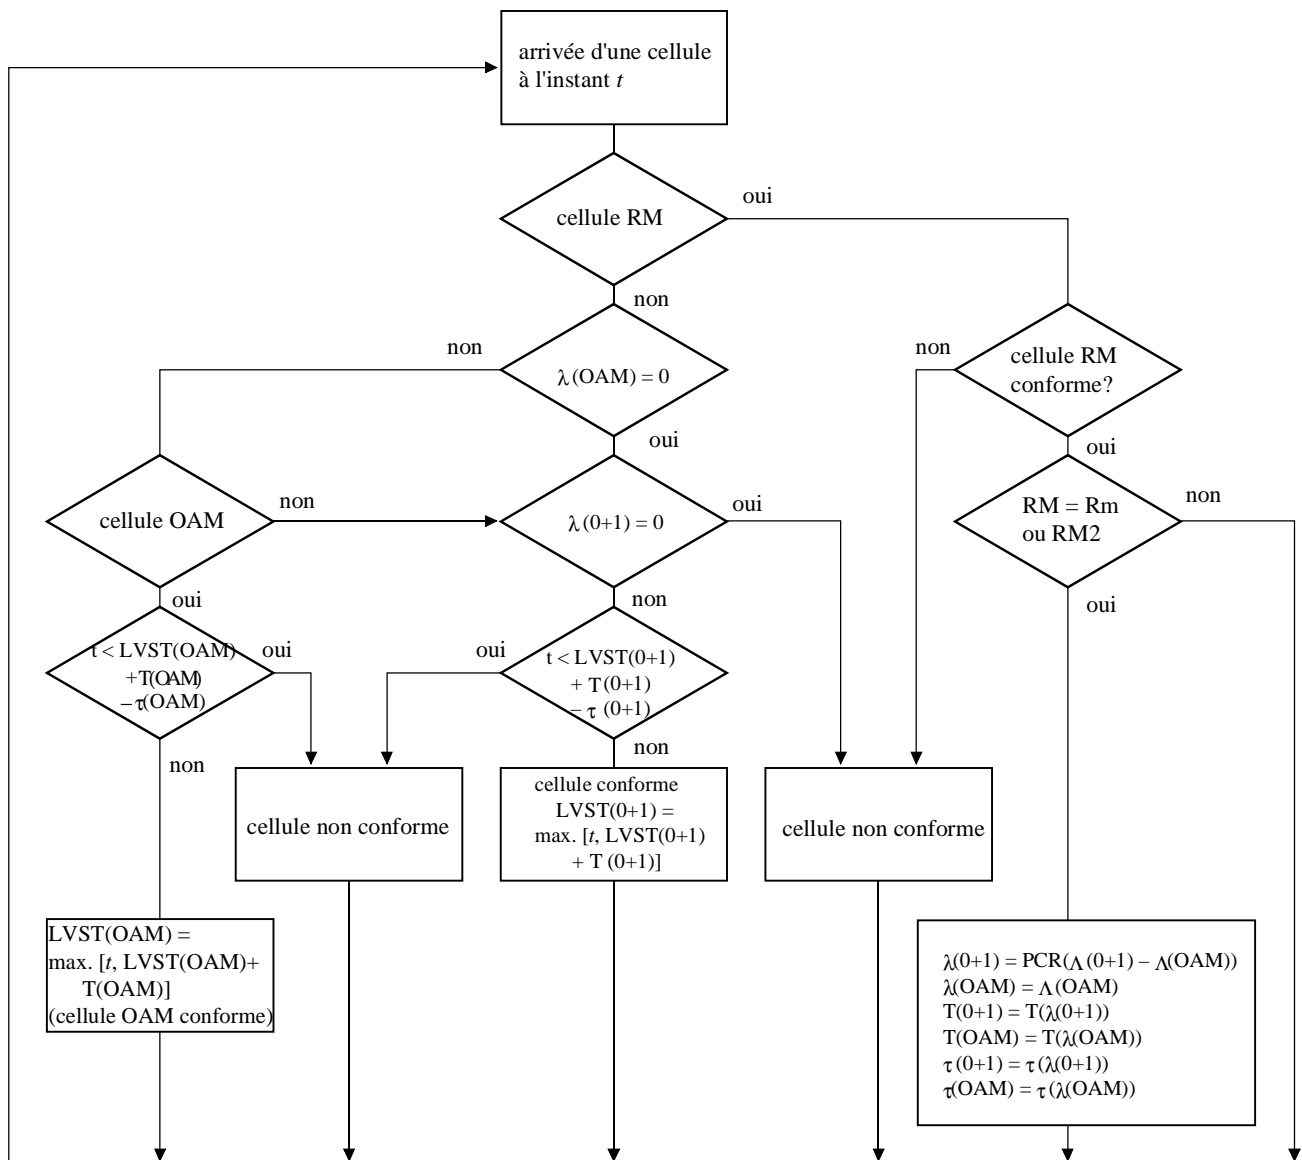 arrivée d'une cellule
à l'instant t
cellule RM
oui
non
λ(OAM) = 0
non
oui
cellule RM
conforme?
non
oui
cellule OAM
non
oui
λ(0+1) = 0
oui
non
RM = Rm
ou RM2
non
oui
t < LVST(OAM)
+T(OAM)
– τ(OAM)
oui
non
t < LVST(0+1)
+ T (0+1)
– τ (0+1)
oui
non
cellule non conforme
cellule conforme
LVST(0+1) =
max. [t, LVST(0+1)
+ T (0+1)]
cellule non conforme
LVST(OAM) =
max. [t, LVST(OAM)+
T(OAM)]
(cellule OAM conforme)
λ(0+1) = PCR(Λ (0+1) – Λ(OAM))
λ(OAM) = Λ(OAM)
T(0+1) = T(λ(0+1))
T(OAM) = T(λ(OAM))
τ (0+1) = τ (λ(0+1))
τ(OAM) = τ (λ(OAM))